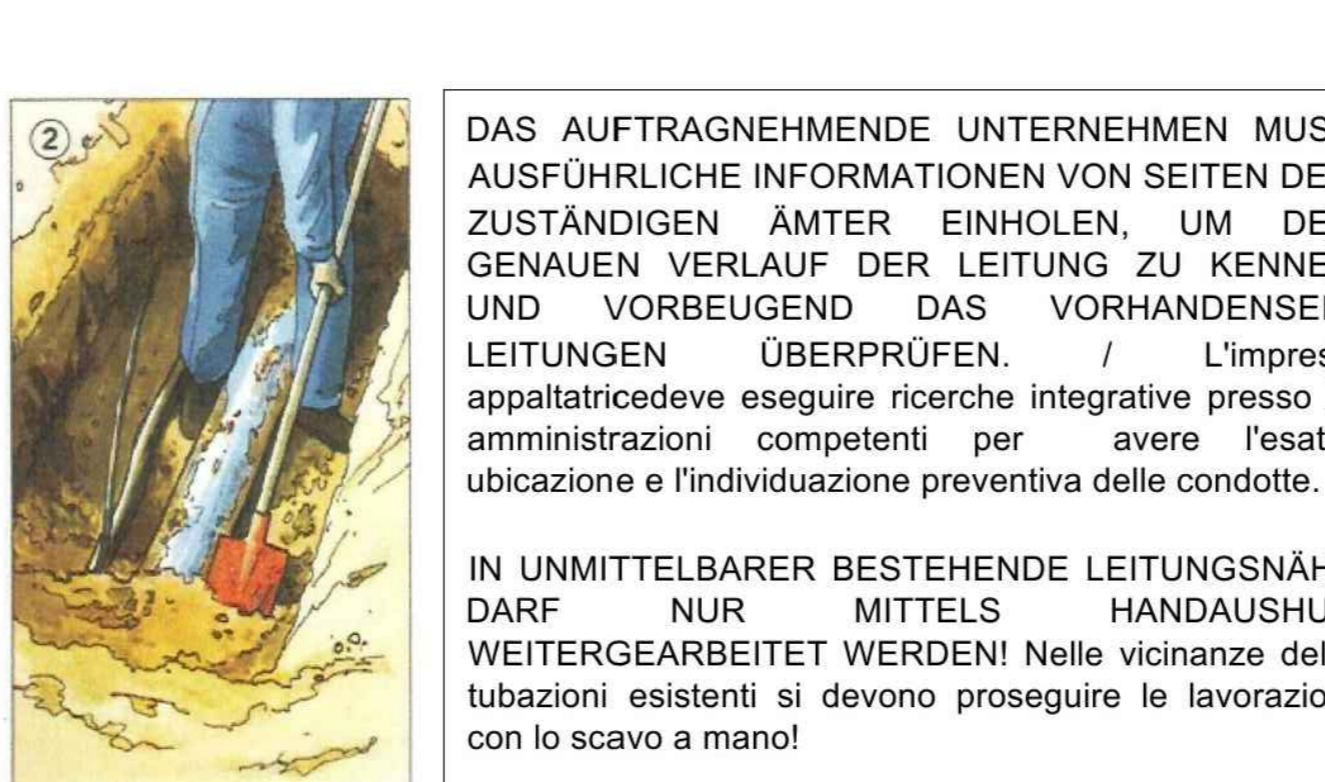 2
DAS AUFTRAGNEHMENDE UNTERNEHMEN MUS
AUSFÜHRLICHE INFORMATIONEN VON SEITEN DE
ZUSTÄNDIGEN ÄMTER EINHOLEN, UM DE
GENAUEN VERLAUF DER LEITUNG ZU KENNE
UND VORBEUGEND DAS VORHANDENSEI
LEITUNGEN ÜBERPRÜFEN. / L'impres
appaltatricedeve eseguire ricerche integrative presso
amministrazioni competenti per avere l'esat
ubicazione e l'individuazione preventiva delle condotte.
IN UNMITTELBARER BESTEHENDE LEITUNGSNÄH
DARF NUR MITTELS HANDAUSHU
WEITERGEARBEITET WERDEN! Nelle vicinanze del
tubazioni esistenti si devono proseguire le lavorazio
con lo scavo a mano!